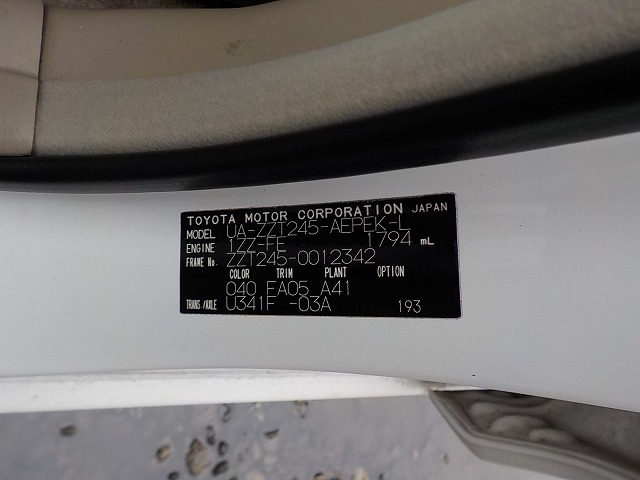 TOYOTA MOTOR CORPORATION JAPAN
MODEL UA-ZZT245-AEPEK-L
ENGINE 1ZZ-FE 1794 mL
FRAME No. ZZT245-0012342
COLOR TRIM PLANT OPTION
040 FA05 A41
TRANS/AXLE U341F -03A 193